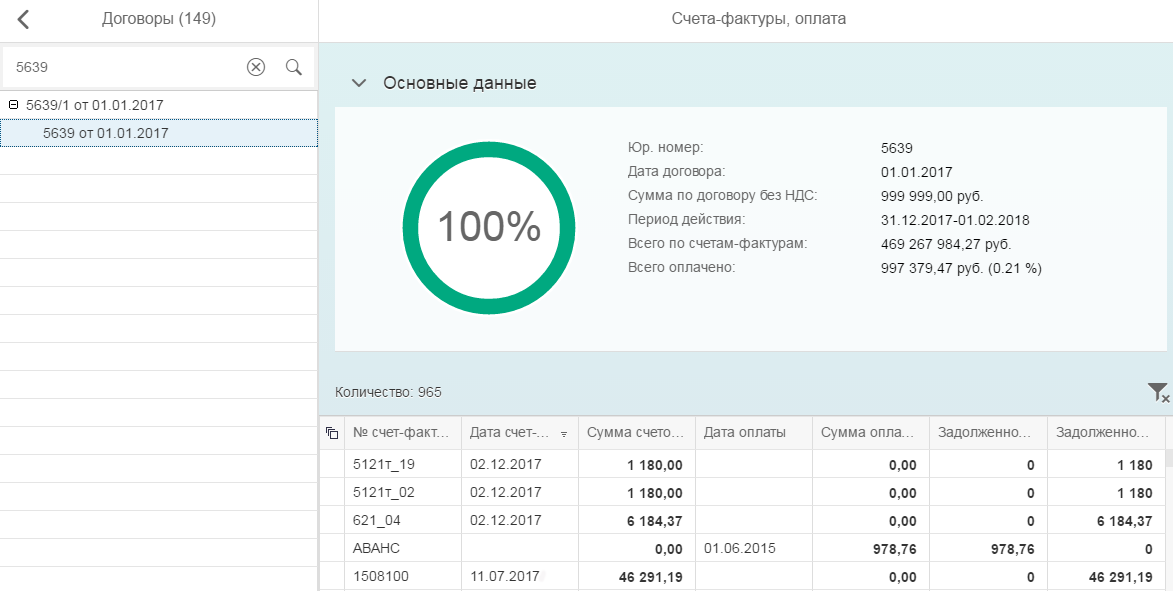 Договоры (149)
Счета-фактуры, оплата
5639
5639/1 от 01.01.2017
5639 от 01.01.2017
Основные данные
100%
Юр. номер: 5639
Дата договора: 01.01.2017
Сумма по договору без НДС: 999 999,00 руб.
Период действия: 31.12.2017-01.02.2018
Всего по счетам-фактурам: 469 267 984,27 руб.
Всего оплачено: 997 379,47 руб. (0.21 %)
Количество: 965
№ счет-факт... Дата счет-... Сумма счето... Дата оплаты Сумма опла... Задолженно... Задолженно...
5121т_19 02.12.2017 1 180,00 0,00 0 1 180
5121т_02 02.12.2017 1 180,00 0,00 0 1 180
621_04 02.12.2017 6 184,37 0,00 0 6 184,37
АВАНС 0,00 01.06.2015 978,76 978,76 0
1508100 11.07.2017 46 291,19 0,00 0 46 291,19